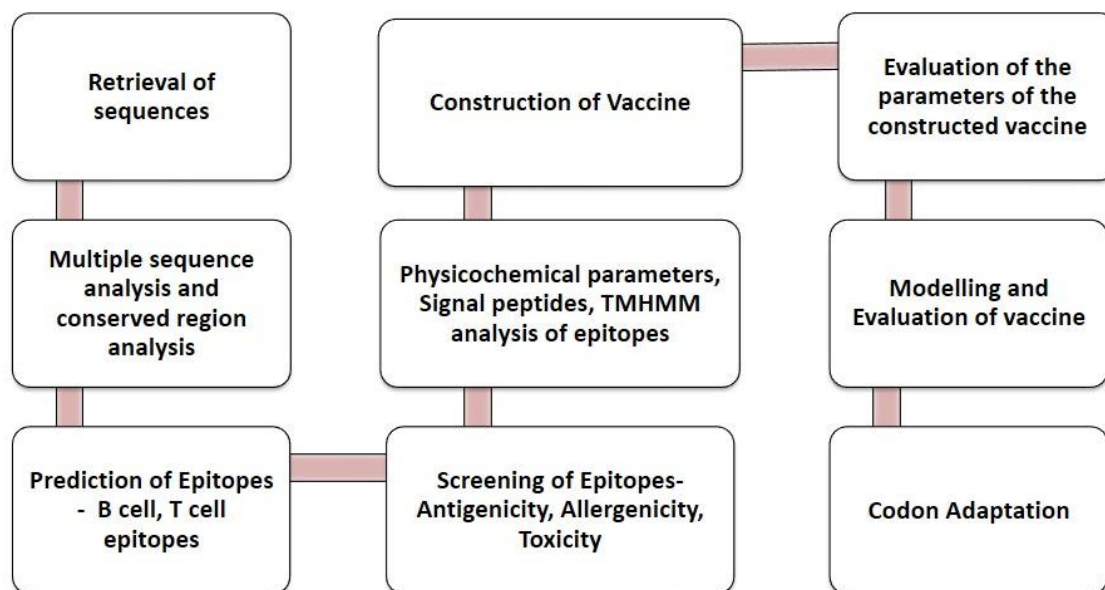 Retrieval of
sequences
Multiple sequence
analysis and
conserved region
analysis
Prediction of Epitopes
- B cell, T cell
epitopes
Screening of Epitopes-
Antigenicity, Allergenicity,
Toxicity
Physicochemical parameters,
Signal peptides, TMHMM
analysis of epitopes
Construction of Vaccine
Evaluation of the
parameters of the
constructed vaccine
Modelling and
Evaluation of vaccine
Codon Adaptation